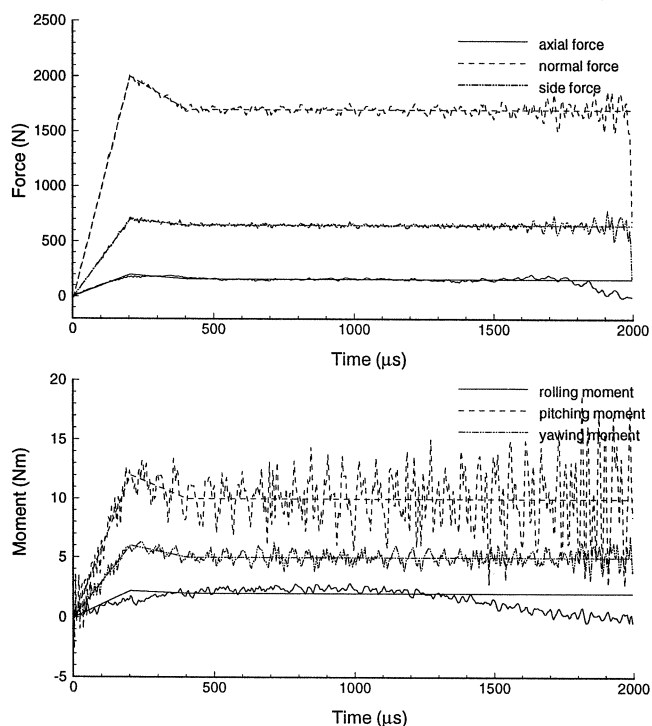 2500
2000
1500
1000
500
0
Force (N)
axial force
normal force
side force
0
500
1000
1500
2000
Time (μs)
20
15
10
5
0
-5
Moment (Nm)
rolling moment
pitching moment
yawing moment
0
500
1000
1500
2000
Time (μs)